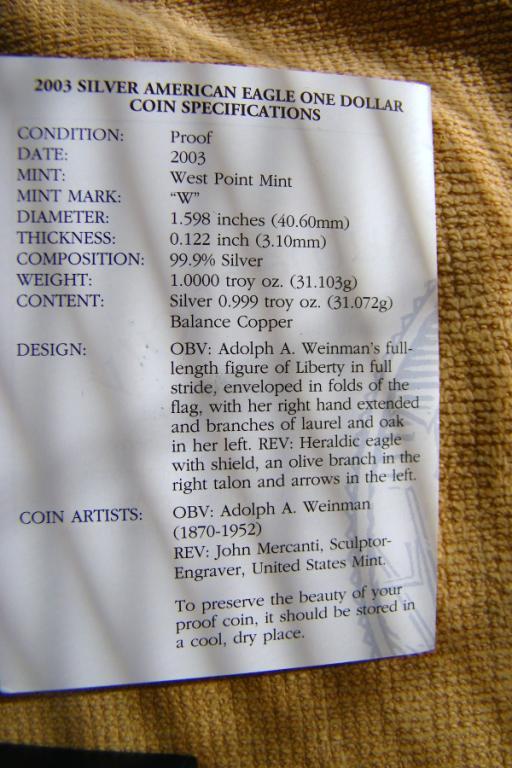 2003 SILVER AMERICAN EAGLE ONE DOLLAR
COIN SPECIFICATIONS
CONDITION: Proof
DATE: 2003
MINT: West Point Mint
MINT MARK: “W”
DIAMETER: 1.598 inches (40.60mm)
THICKNESS: 0.122 inch (3.10mm)
COMPOSITION: 99.9% Silver
WEIGHT: 1.0000 troy oz. (31.103g)
CONTENT: Silver 0.999 troy oz. (31.072g)
Balance Copper
DESIGN: OBV: Adolph A. Weinman's full-
length figure of Liberty in full
stride, enveloped in folds of the
flag, with her right hand extended
and branches of laurel and oak
in her left. REV: Heraldic eagle
with shield, an olive branch in the
right talon and arrows in the left.
COIN ARTISTS: OBV: Adolph A. Weinman
(1870-1952)
REV: John Mercanti, Sculptor-
Engraver, United States Mint.
To preserve the beauty of your
proof coin, it should be stored in
a cool, dry place.